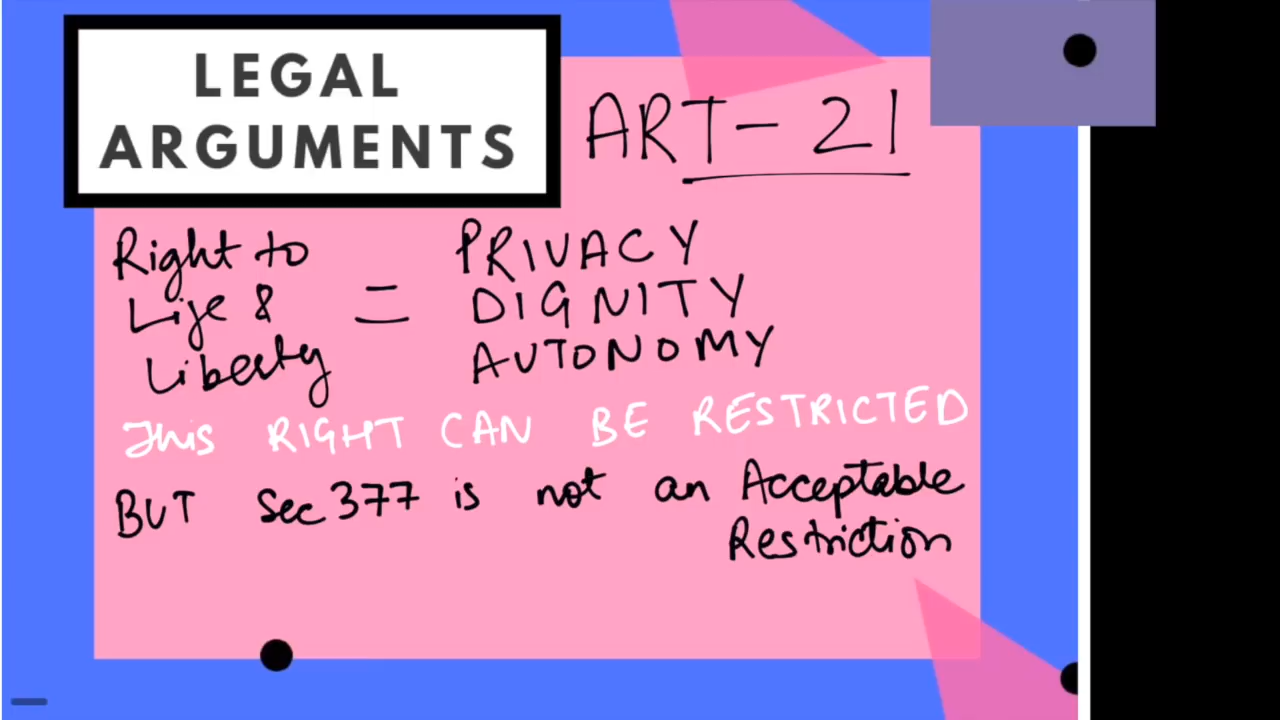 LEGAL
ARGUMENTS
ART-21
Right to
Life &
Liberty
=
PRIVACY
DIGNITY
AUTONOMY
This RIGHT CAN BE RESTRICTED
BUT Sec 377 is not an Acceptable
Restriction